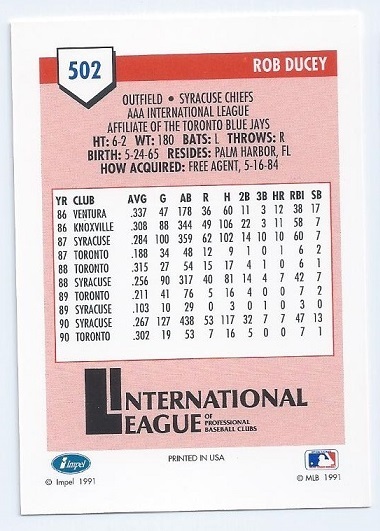 502
ROB DUCEY
OUTFIELD • SYRACUSE CHIEFS
AAA INTERNATIONAL LEAGUE
AFFILIATE OF THE TORONTO BLUE JAYS
HT: 6-2 WT: 180 BATS: L THROWS: R
BIRTH: 5-24-65 RESIDES: PALM HARBOR, FL
HOW ACQUIRED: FREE AGENT, 5-16-84
YR CLUB AVG G AB R H 2B 3B HR RBI SB
86 VENTURA .337 47 178 36 60 11 3 12 38 17
86 KNOXVILLE .308 88 344 49 106 22 3 11 58 7
87 SYRACUSE .284 100 359 62 102 14 10 10 60 7
87 TORONTO .188 34 48 12 9 1 0 1 6 2
88 TORONTO .315 27 54 15 17 4 1 0 6 1
88 SYRACUSE .256 90 317 40 81 14 4 7 42 7
89 TORONTO .211 41 76 5 16 4 0 0 7 2
89 SYRACUSE .103 10 29 0 3 0 1 0 3 0
90 SYRACUSE .267 127 438 53 117 32 7 7 47 13
90 TORONTO .302 19 53 7 16 5 0 0 7 1
INTERNATIONAL
LEAGUE OF PROFESSIONAL BASEBALL CLUBS
Impel
PRINTED IN USA
© Impel 1991
© MLB 1991